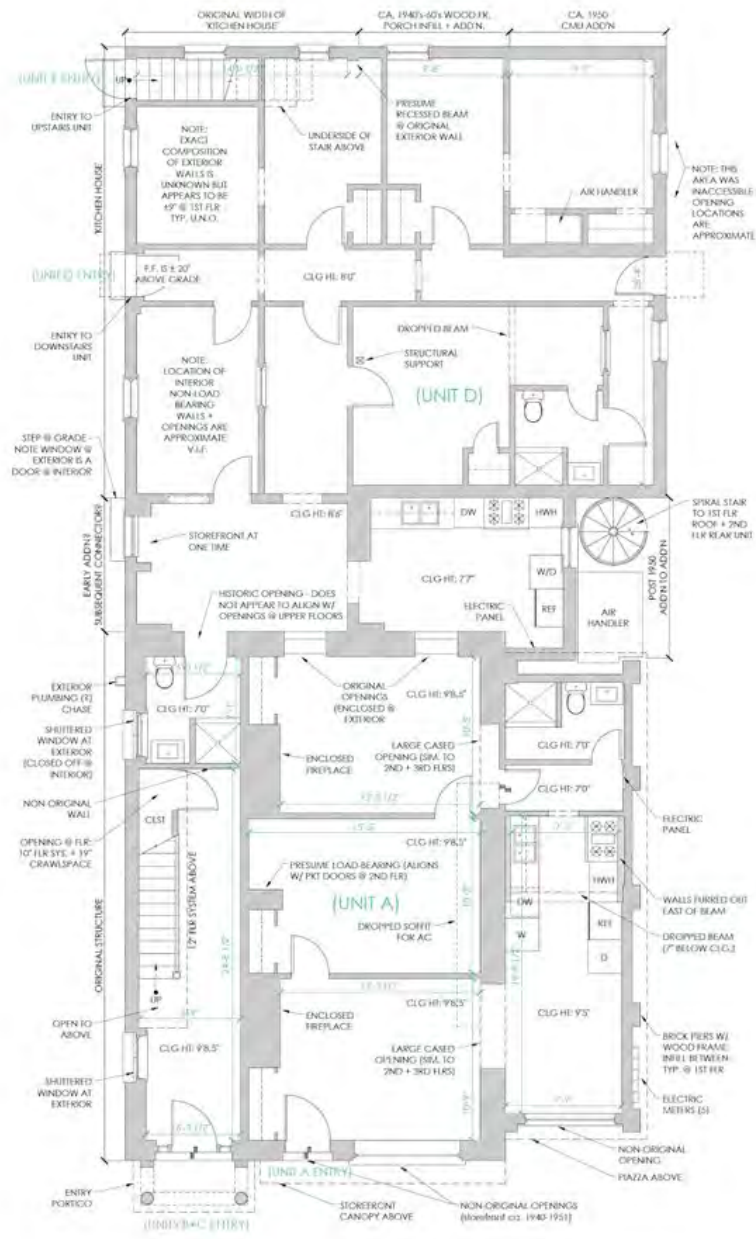 ORIGINAL WIDTH OF
'KITCHEN HOUSE'
CA. 1940's-60's WOOD FR.
PORCH INFILL + ADD'N.
CA. 1950
CMU ADD'N
(UNIT E ENTRY)
UP
ENTRY TO
UPSTAIRS UNIT
NOTE:
EXACT
COMPOSITION
OF EXTERIOR
WALLS IS
UNKNOWN BUT
APPEARS TO BE
±9" @ 1ST FLR
TYP. U.N.O.
UNDERSIDE OF
STAIR ABOVE
PRESUME
RECESSED BEAM
@ ORIGINAL
EXTERIOR WALL
AIR HANDLER
NOTE: THIS
AREA WAS
INACCESSIBLE
OPENING
LOCATIONS
ARE
APPROXIMATE
KITCHEN HOUSE
(UNIT D ENTRY)
F.F. IS ± 20"
ABOVE GRADE
CLG HT: 8'0"
ENTRY TO
DOWNSTAIRS
UNIT
NOTE:
LOCATION OF
INTERIOR
NON-LOAD
BEARING
WALLS +
OPENINGS ARE
APPROXIMATE
V.I.F.
DROPPED BEAM
STRUCTURAL
SUPPORT
(UNIT D)
STEP @ GRADE -
NOTE WINDOW @
EXTERIOR IS A
DOOR @ INTERIOR
CLG HT: 8'6"
DW
HWH
SPIRAL STAIR
TO 1ST FLR
ROOF + 2ND
FLR REAR UNIT
STOREFRONT AT
ONE TIME
EARLY ADD'N?
SUBSEQUENT CONNECTOR?
CLG HT: 7'7"
W/D
REF
POST 1950
ADD'N TO ADD'N
HISTORIC OPENING - DOES
NOT APPEAR TO ALIGN W/
OPENINGS @ UPPER FLOORS
ELECTRIC
PANEL
AIR
HANDLER
EXTERIOR
PLUMBING (?)
CHASE
CLG HT: 7'0"
ORIGINAL
OPENINGS
(ENCLOSED @
EXTERIOR
CLG HT: 9'8.5"
SHUTTERED
WINDOW AT
EXTERIOR
(CLOSED OFF @
INTERIOR)
ENCLOSED
FIREPLACE
LARGE CASED
OPENING (SIM. TO
2ND + 3RD FLRS)
CLG HT: 7'0"
CLG HT: 7'0"
NON ORIGINAL
WALL
ELECTRIC
PANEL
CLST
OPENING @ FLR:
10" FLR SYS. + 19"
CRAWLSPACE
12" FLR SYSTEM ABOVE
CLG HT: 9'8.5"
PRESUME LOAD-BEARING (ALIGNS
W/ PKT DOORS @ 2ND FLR)
(UNIT A)
DROPPED SOFFIT
FOR AC
HWH
DW
W
REF
D
WALLS FURRED OUT
EAST OF BEAM
DROPPED BEAM
(7" BELOW CLG.)
ORIGINAL STRUCTURE
UP
OPEN TO
ABOVE
CLG HT: 9'8.5"
CLG HT: 9'8.5"
ENCLOSED
FIREPLACE
LARGE CASED
OPENING (SIM. TO
2ND + 3RD FLRS)
CLG HT: 9'5"
BRICK PIERS W/
WOOD FRAME
INFILL BETWEEN
TYP. @ 1ST FLR
SHUTTERED
WINDOW AT
EXTERIOR
ELECTRIC
METERS (5)
NON-ORIGINAL
OPENING
PIAZZA ABOVE
(UNIT A ENTRY)
ENTRY
PORTICO
STOREFRONT
CANOPY ABOVE
NON-ORIGINAL OPENINGS
(storefront ca. 1940-1951)
(UNIT B+C ENTRY)